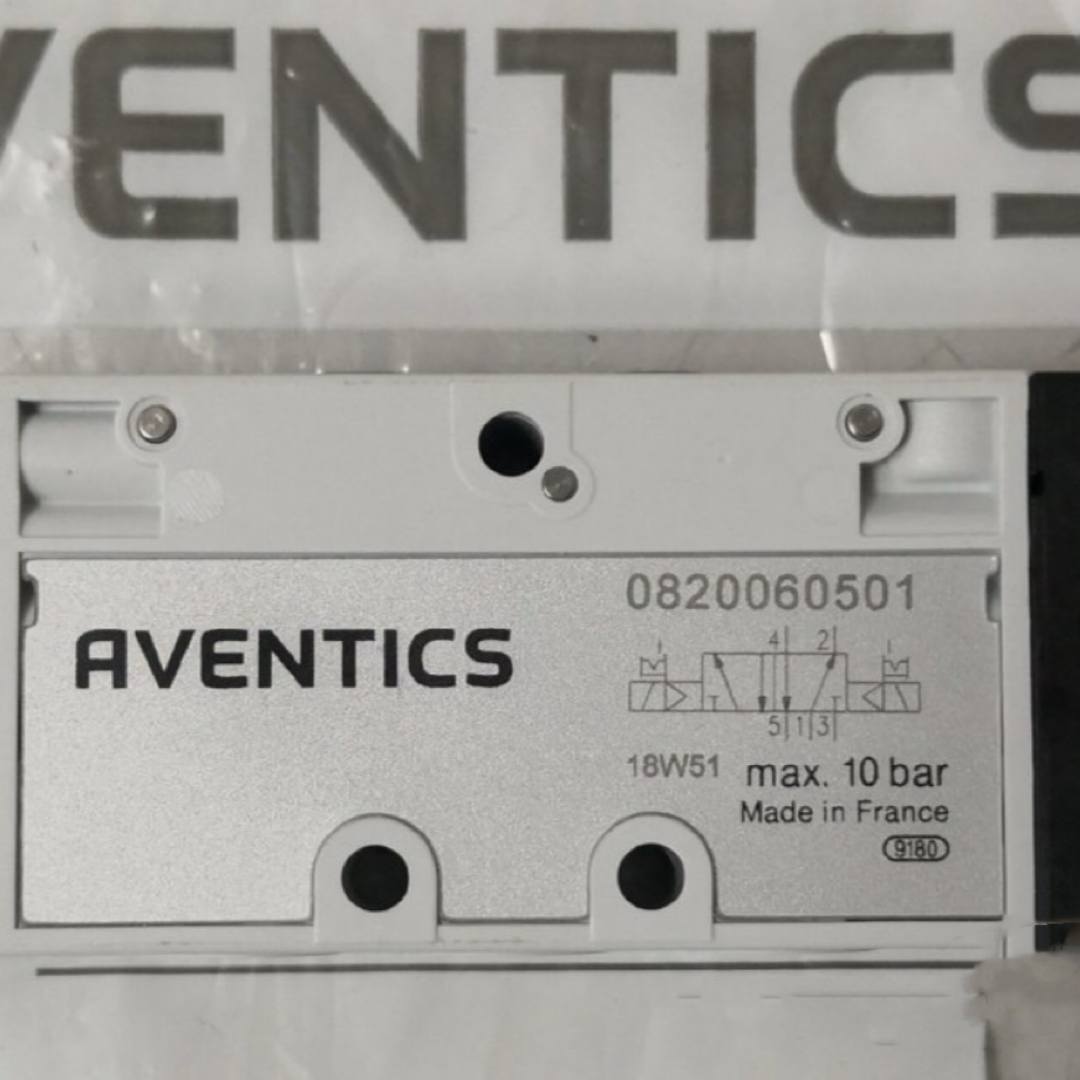 VENTICS
0820060501
AVENTICS
4 2
5 1 3
18W51 max. 10 bar
Made in France
9180